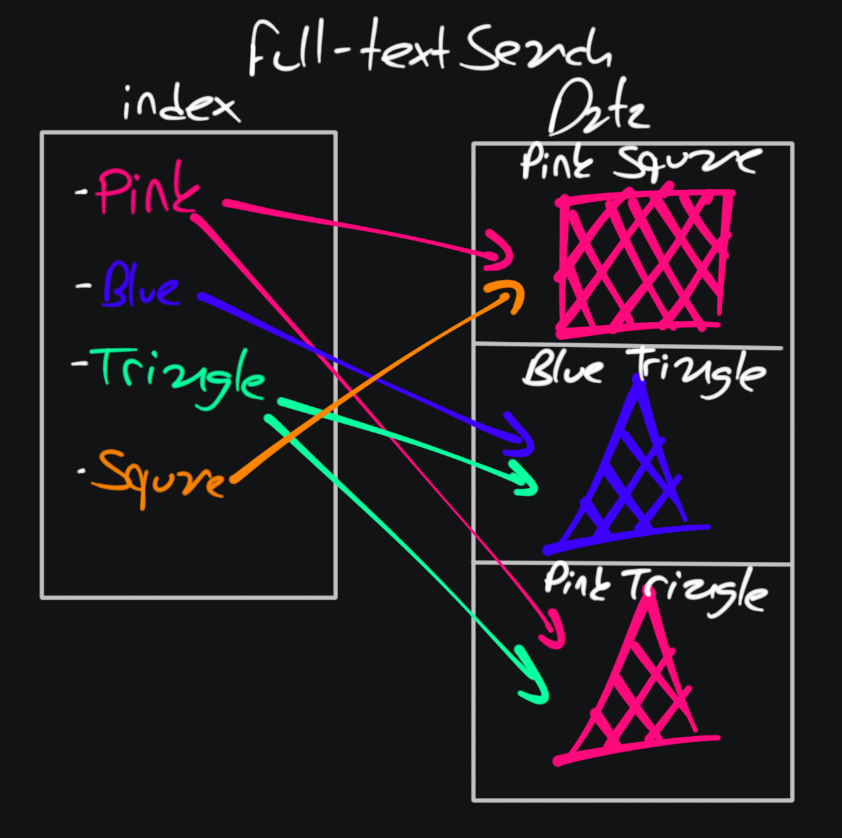 Full-text Search
index
- Pink
- Blue
- Triangle
- Square
Data
Pink Square
Blue Triangle
Pink Triangle